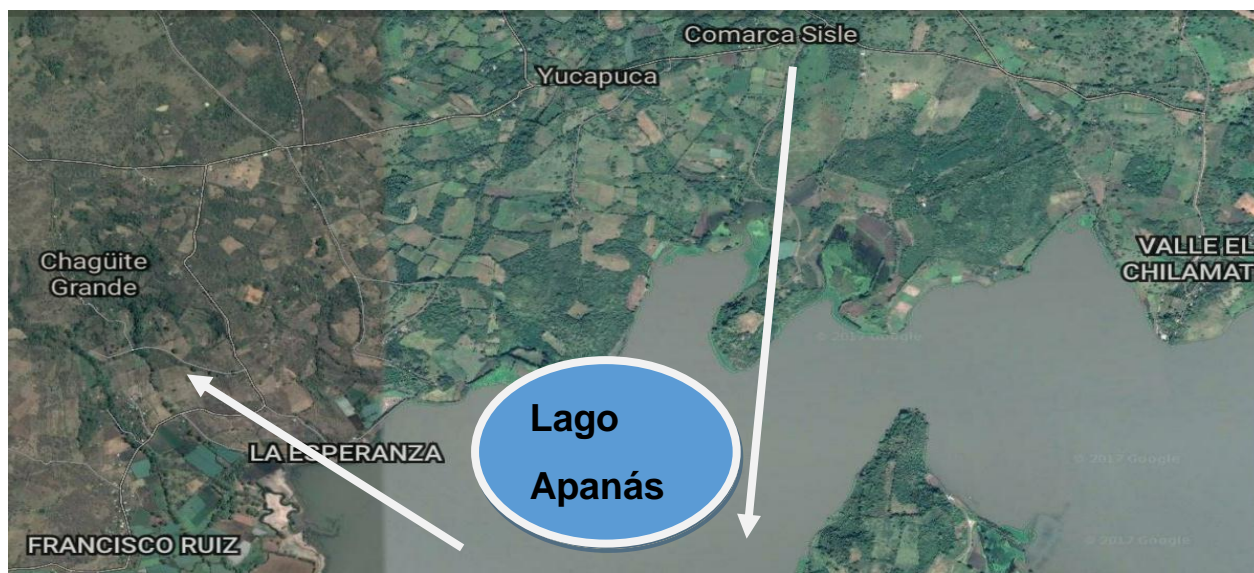 Comarca Sisle
Yucapuca
Chagüite
Grande
VALLE EL
CHILAMAT
© 2017 Google
Lago
Apanás
LA ESPERANZA
© 2017 Google
FRANCISCO RUIZ
© 2017 Google